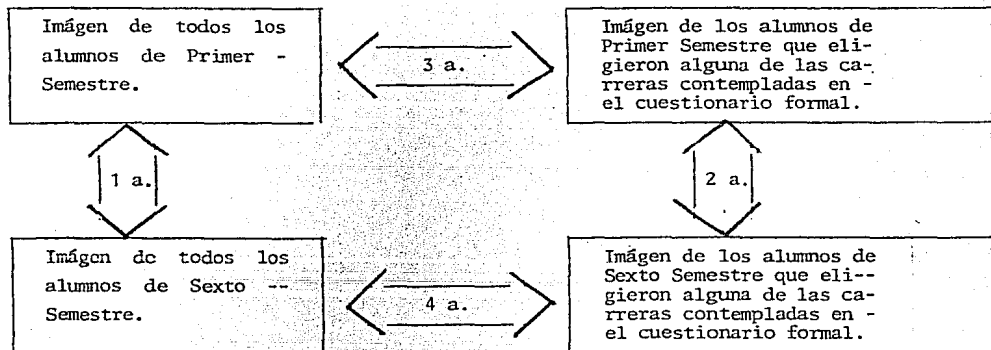 Imágen de todos los
alumnos de Primer -
Semestre.
3 a.
Imágen de los alumnos de
Primer Semestre que eli-
gieron alguna de las ca-
rreras contempladas en -
el cuestionario formal.
1 a.
2 a.
Imágen de todos los
alumnos de Sexto --
Semestre.
4 a.
Imágen de los alumnos de
Sexto Semestre que eli--
gieron alguna de las ca-
rreras contempladas en -
el cuestionario formal.